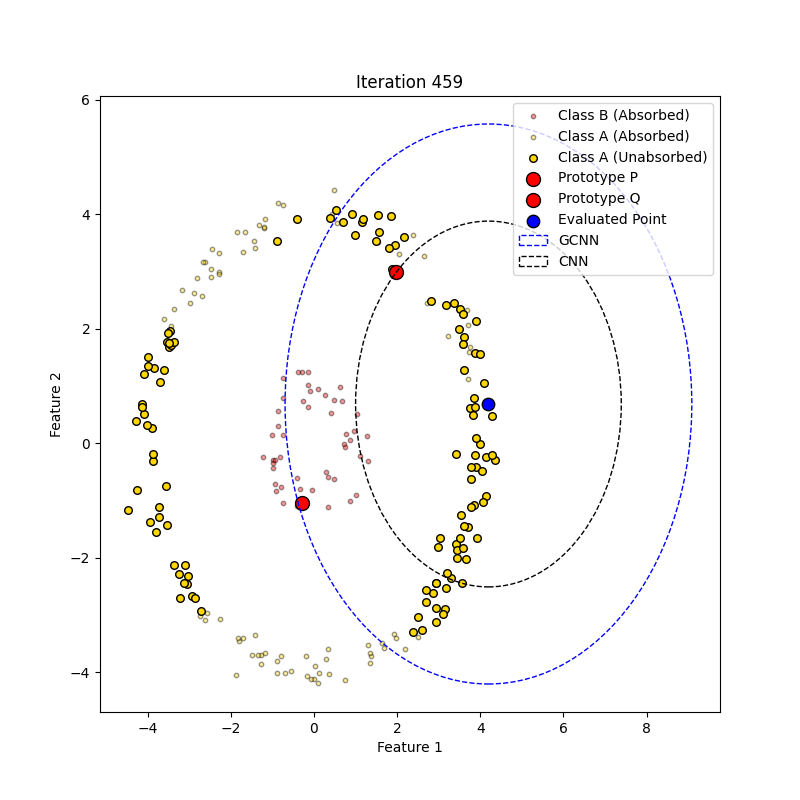 Iteration 459
Class B (Absorbed)
Class A (Absorbed)
Class A (Unabsorbed)
Prototype P
Prototype Q
Evaluated Point
GCNN
CNN
6
4
2
0
−2
−4
Feature 2
−4
−2
0
2
4
6
8
Feature 1